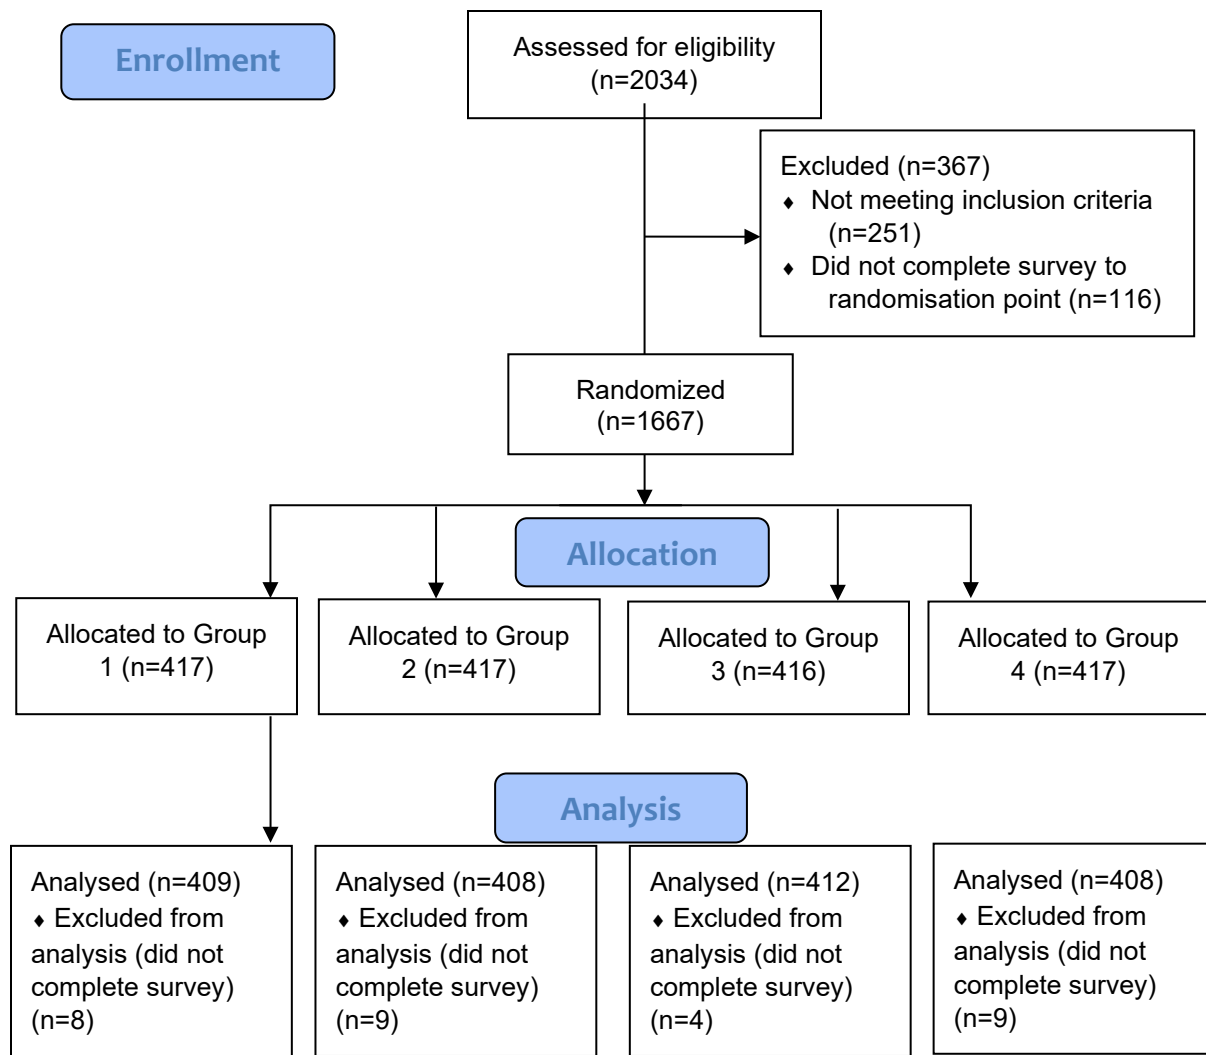 Enrollment
Assessed for eligibility
(n=2034)
Excluded (n=367)
♦ Not meeting inclusion criteria
(n=251)
♦ Did not complete survey to
randomisation point (n=116)
Randomized
(n=1667)
Allocation
Allocated to Group
1 (n=417)
Allocated to Group
2 (n=417)
Allocated to Group
3 (n=416)
Allocated to Group
4 (n=417)
Analysis
Analysed (n=409)
♦ Excluded from
analysis (did not
complete survey)
(n=8)
Analysed (n=408)
♦ Excluded from
analysis (did not
complete survey)
(n=9)
Analysed (n=412)
♦ Excluded from
analysis (did not
complete survey)
(n=4)
Analysed (n=408)
♦ Excluded from
analysis (did not
complete survey)
(n=9)